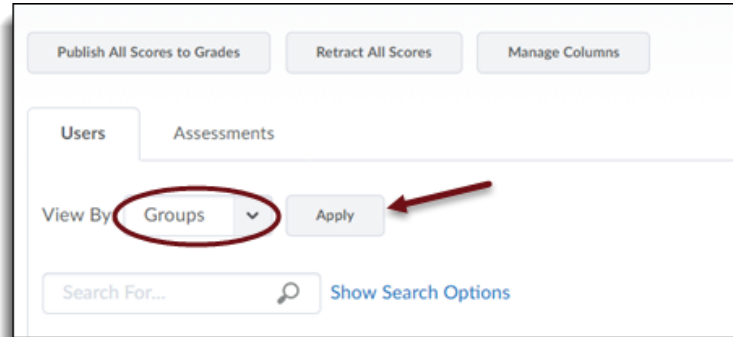 Publish All Scores to Grades Retract All Scores Manage Columns
Users Assessments
View By Groups Apply
Search For... Show Search Options